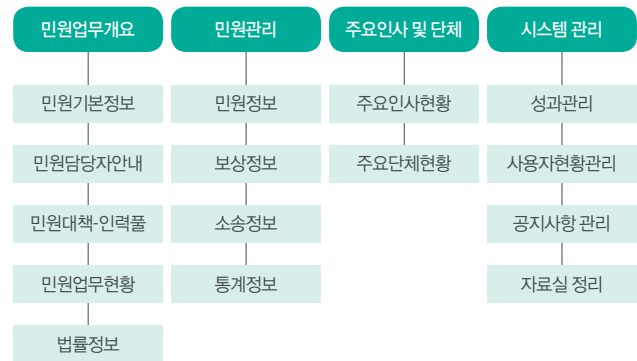 민원업무개요
민원기본정보
민원담당자안내
민원대책-인력풀
민원업무현황
법률정보
민원관리
민원정보
보상정보
소송정보
통계정보
주요인사 및 단체
주요인사현황
주요단체현황
시스템 관리
성과관리
사용자현황관리
공지사항 관리
자료실 정리